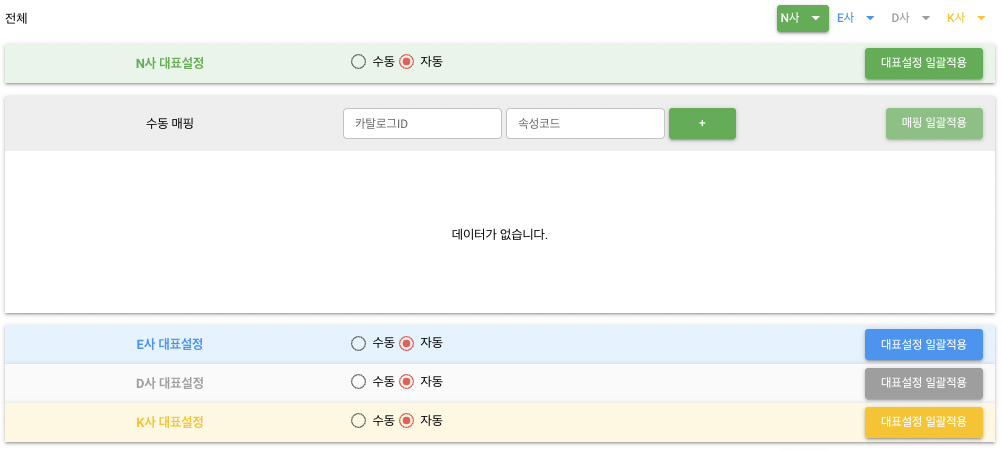 전체 N사 E사 D사 K사
N사 대표설정 수동 자동 대표설정 일괄적용
수동 매핑 카탈로그ID 속성코드 + 매핑 일괄적용
데이터가 없습니다.
E사 대표설정 수동 자동 대표설정 일괄적용
D사 대표설정 수동 자동 대표설정 일괄적용
K사 대표설정 수동 자동 대표설정 일괄적용